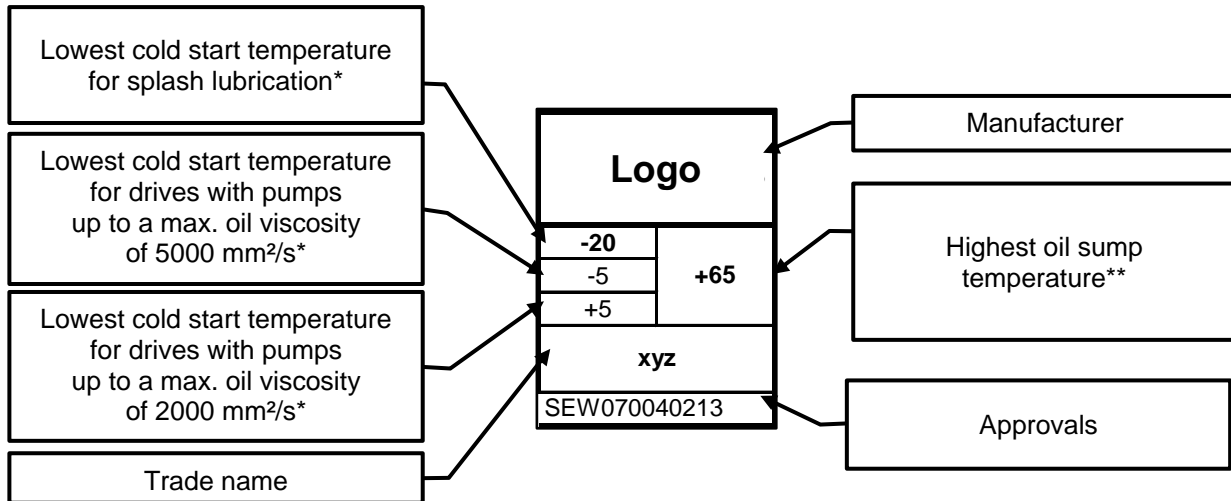 Lowest cold start temperature
for splash lubrication*
Lowest cold start temperature
for drives with pumps
up to a max. oil viscosity
of 5000 mm²/s*
Lowest cold start temperature
for drives with pumps
up to a max. oil viscosity
of 2000 mm²/s*
Trade name
Logo
-20
-5
+5
+65
xyz
SEW070040213
Manufacturer
Highest oil sump
temperature**
Approvals